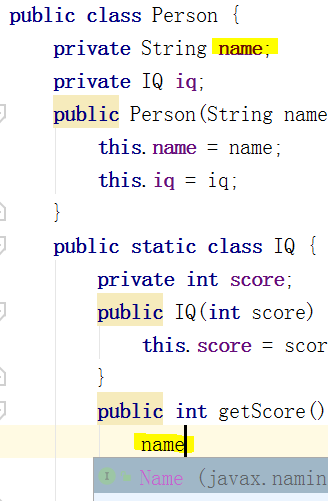 public class Person {
private String name;
private IQ iq;
public Person(String name
this.name = name;
this.iq = iq;
}
public static class IQ {
private int score;
public IQ(int score)
this.score = scor
}
public int getScore()
name
I Name (javax.namin